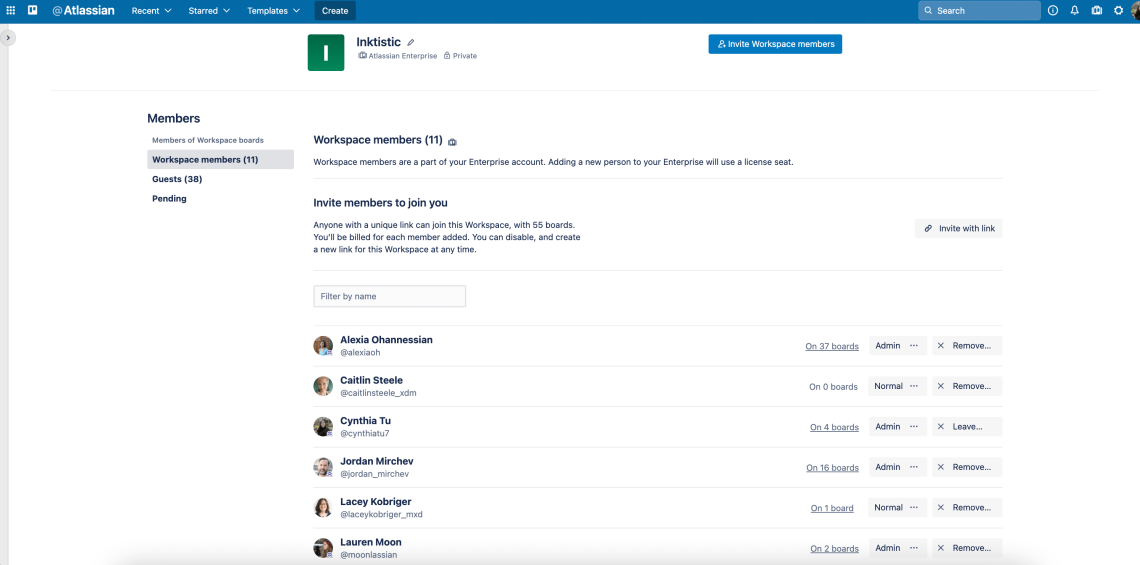 @Atlassian Recent Starred Templates Create Search
I Inktistic
Atlassian Enterprise Private
Invite Workspace members
Members
Members of Workspace boards
Workspace members (11)
Guests (38)
Pending
Workspace members (11)
Workspace members are a part of your Enterprise account. Adding a new person to your Enterprise will use a license seat.
Invite members to join you
Anyone with a unique link can join this Workspace, with 55 boards.
You'll be billed for each member added. You can disable, and create
a new link for this Workspace at any time.
Invite with link
Filter by name
Alexia Ohannessian
@alexiaoh
On 37 boards Admin ··· × Remove...
Caitlin Steele
@caitlinsteele_xdm
On 0 boards Normal ··· × Remove...
Cynthia Tu
@cynthiatu7
On 4 boards Admin ··· × Leave...
Jordan Mirchev
@jordan_mirchev
On 16 boards Admin ··· × Remove...
Lacey Kobriger
@laceykobriger_mxd
On 1 board Normal ··· × Remove...
Lauren Moon
@moonlassian
On 2 boards Admin ··· × Remove...